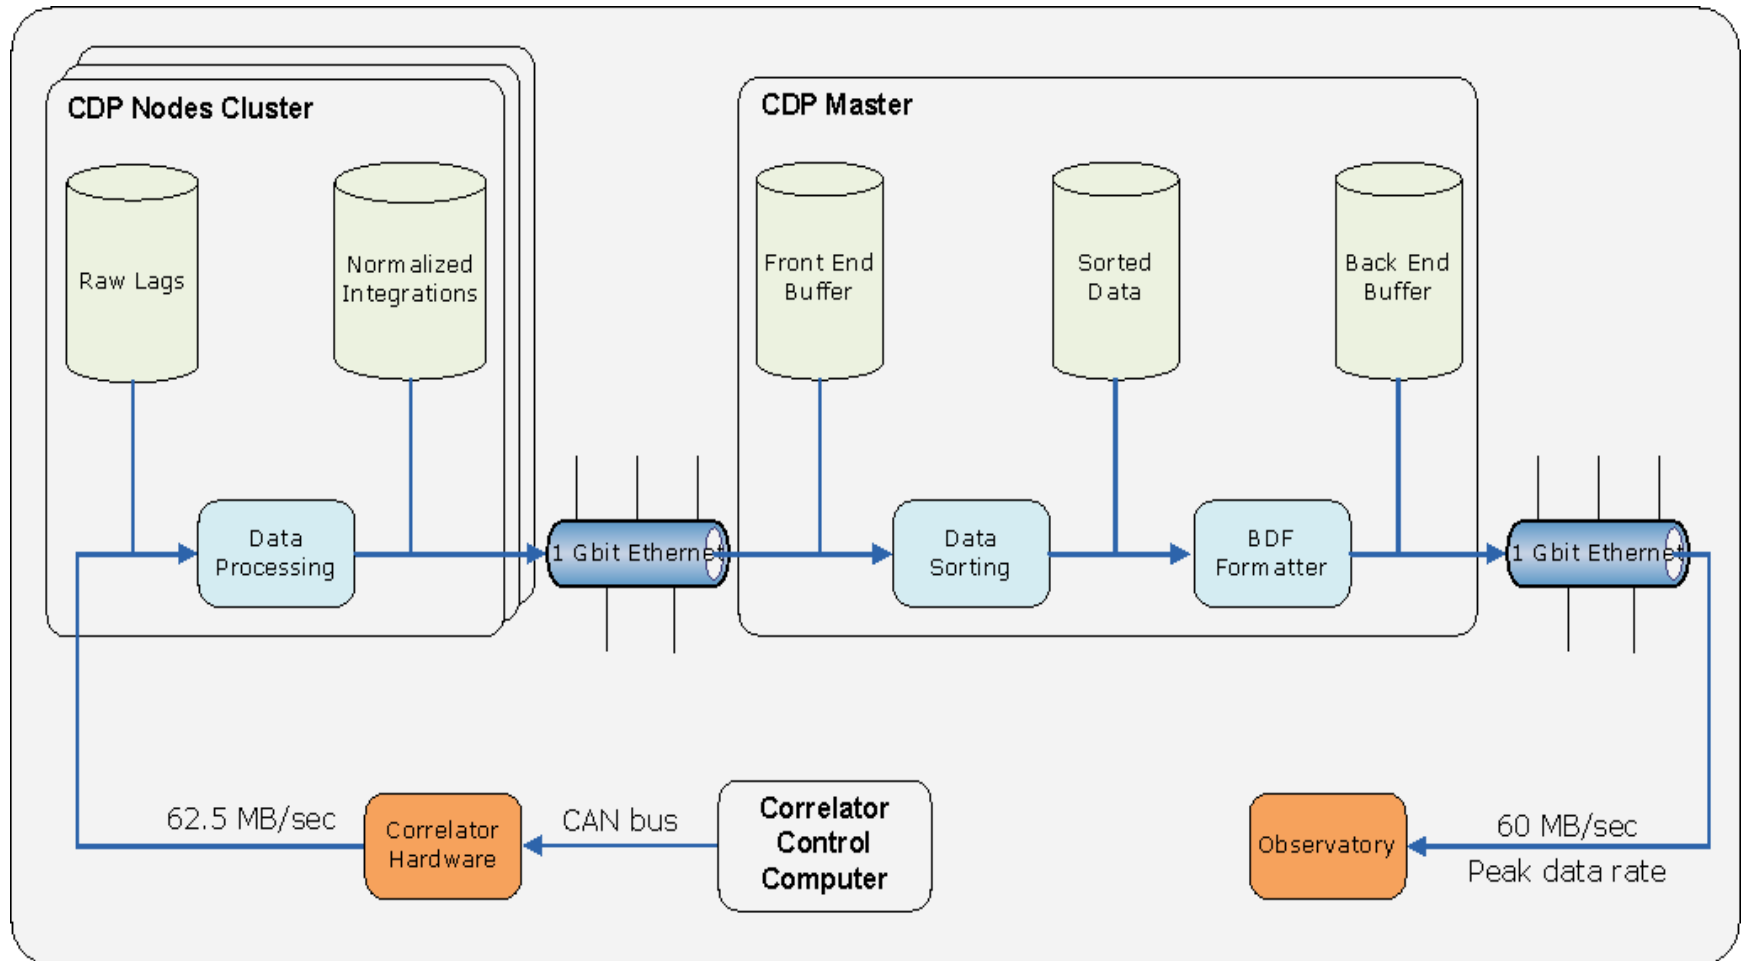 CDP Nodes Cluster
CDP Master
Raw Lags
Normalized
Integrations
Front End
Buffer
Sorted
Data
Back End
Buffer
Data
Processing
1 Gbit Ethernet
Data
Sorting
BDF
Formatter
1 Gbit Ethernet
62.5 MB/sec
Correlator
Hardware
CAN bus
Correlator
Control
Computer
Observatory
60 MB/sec
Peak data rate